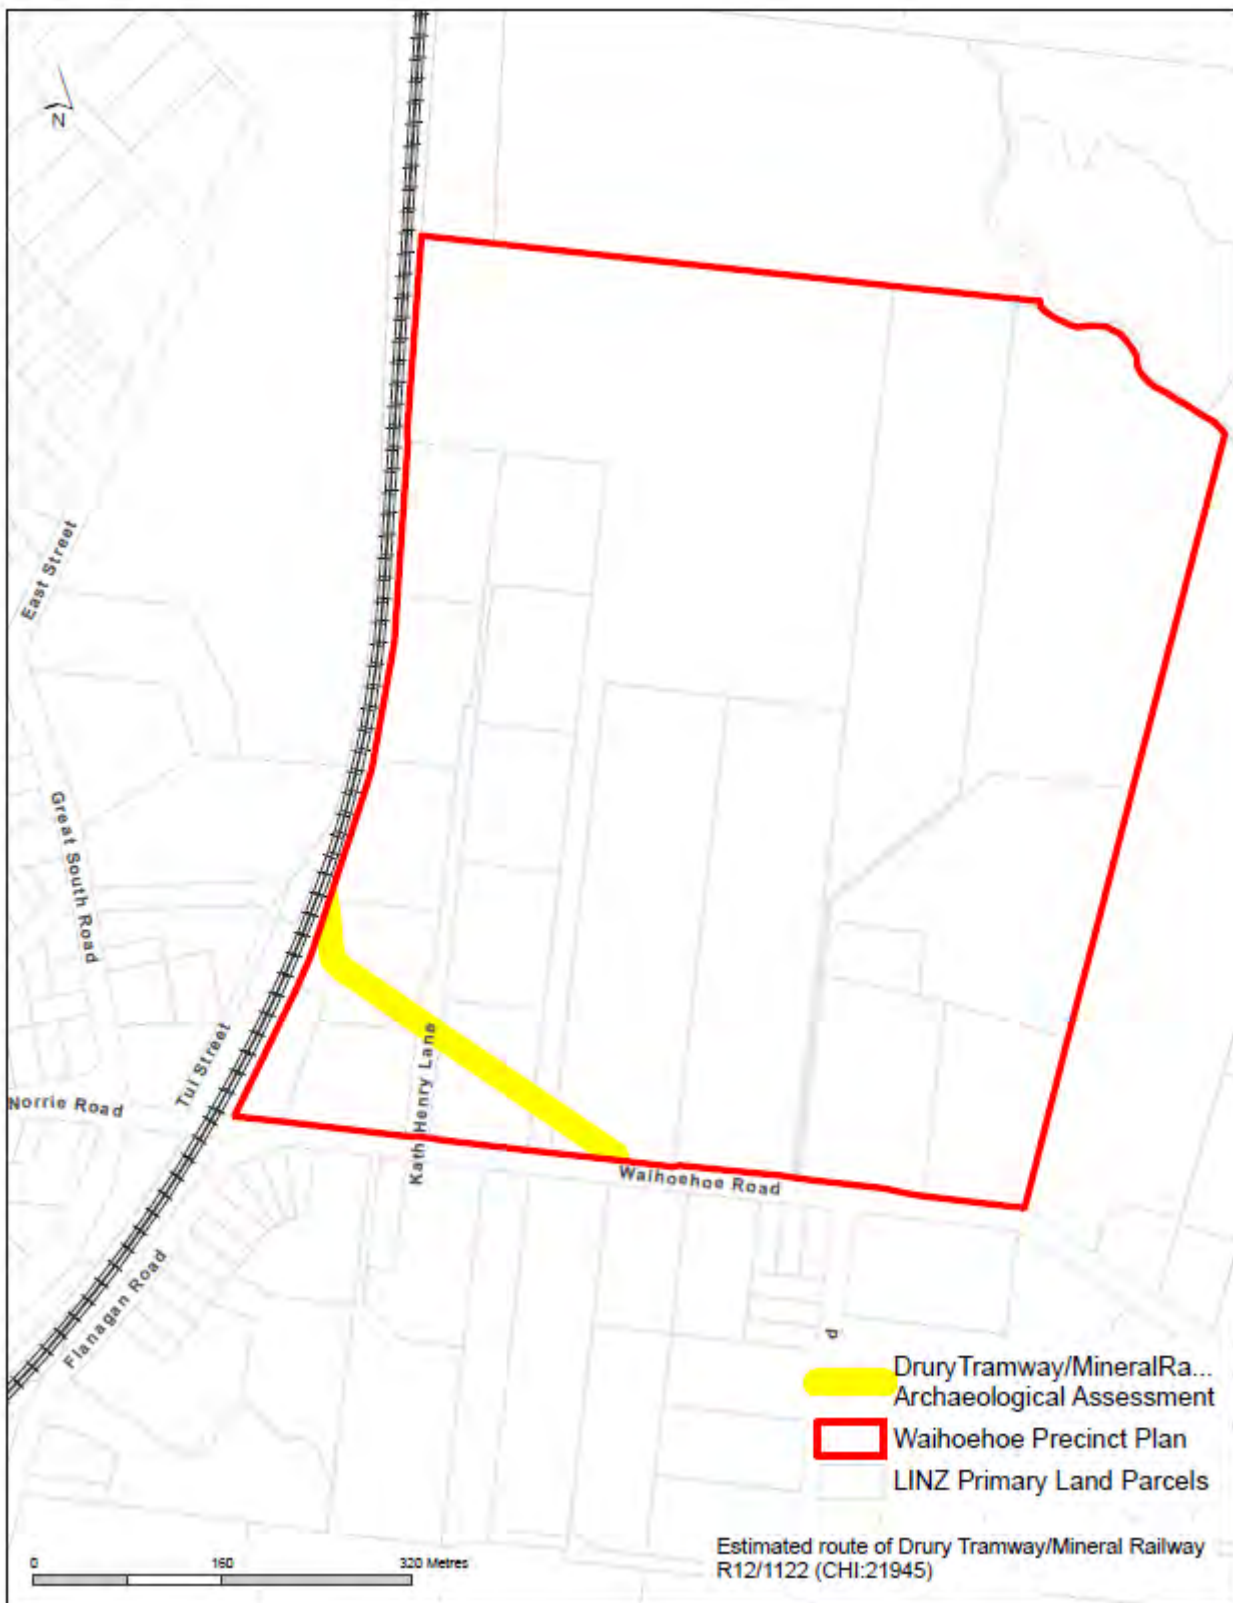 N
East Street
Great South Road
Tui Street
Norrie Road
Kath Henry Lane
Waihoehoe Road
Flanagan Road
d
DruryTramway/MineralRa...
Archaeological Assessment
Waihoehoe Precinct Plan
LINZ Primary Land Parcels
Estimated route of Drury Tramway/Mineral Railway
R12/1122 (CHI:21945)
0 160 320 Metres